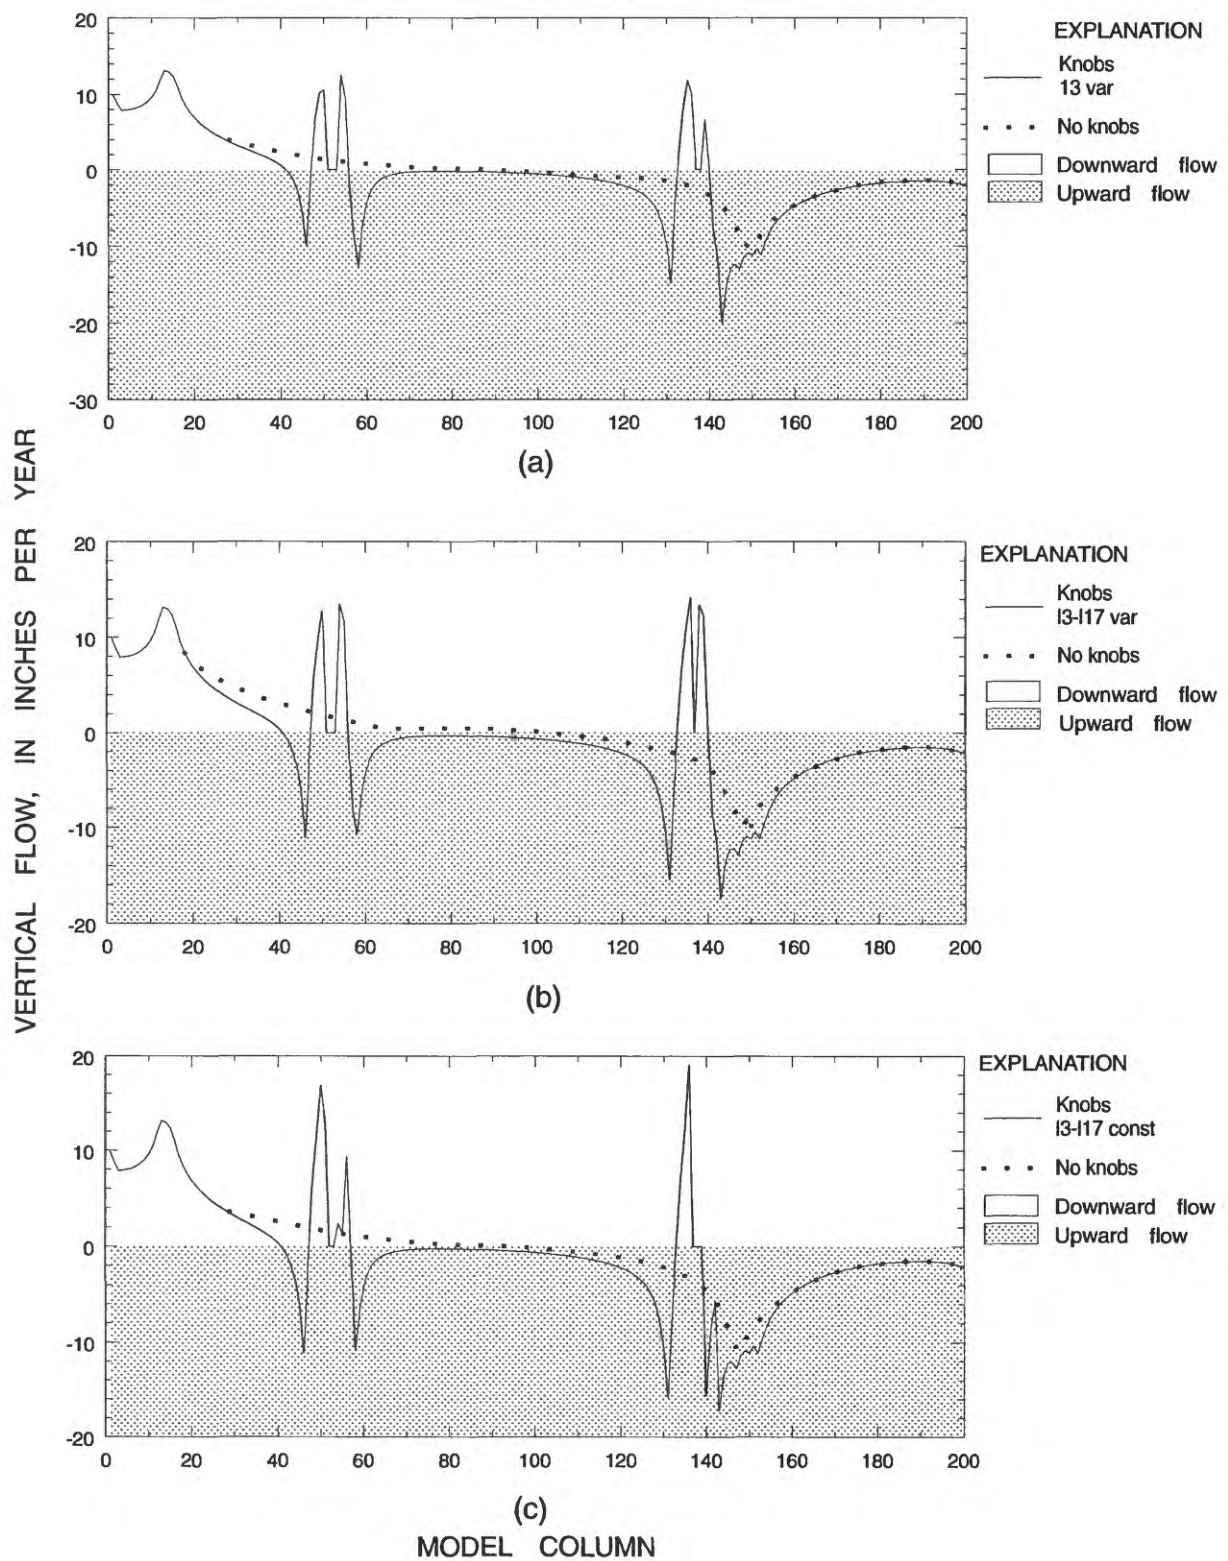 VERTICAL FLOW, IN INCHES PER YEAR
20
10
0
-10
-20
-30
0 20 40 60 80 100 120 140 160 180 200
(a)
EXPLANATION
Knobs
13 var
No knobs
Downward flow
Upward flow
20
10
0
-10
-20
0 20 40 60 80 100 120 140 160 180 200
(b)
EXPLANATION
Knobs
I3-I17 var
No knobs
Downward flow
Upward flow
20
10
0
-10
-20
0 20 40 60 80 100 120 140 160 180 200
(c)
EXPLANATION
Knobs
I3-I17 const
No knobs
Downward flow
Upward flow
MODEL COLUMN